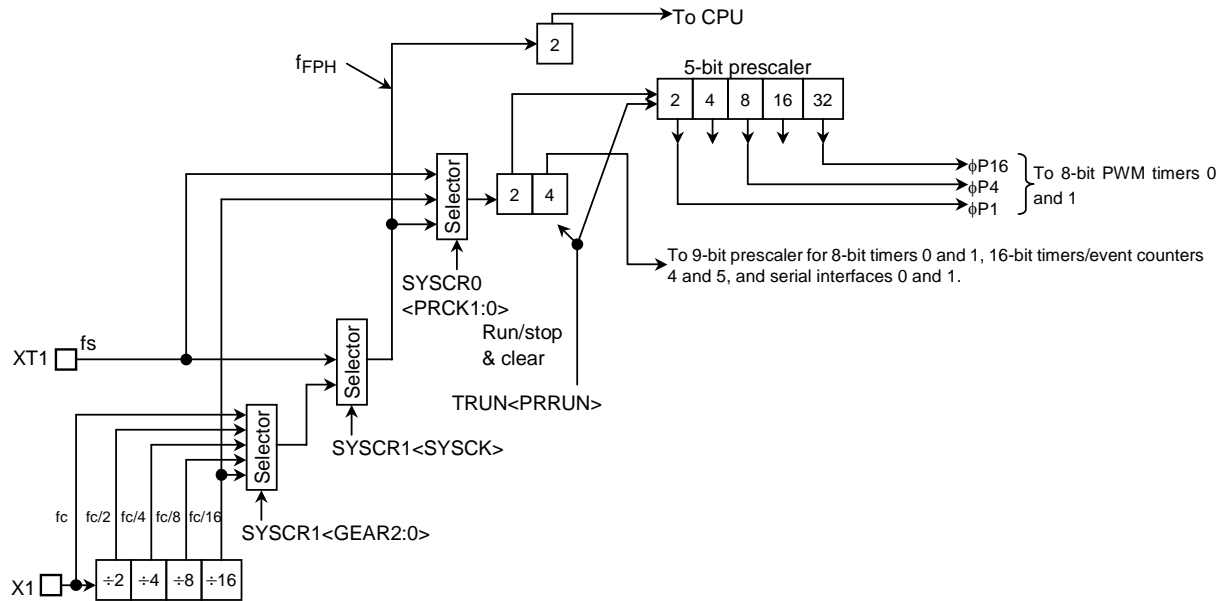 To CPU
2
fFPH
5-bit prescaler
2 4 8 16 32
Selector
2 4
φP16
φP4
φP1
To 8-bit PWM timers 0
and 1
To 9-bit prescaler for 8-bit timers 0 and 1, 16-bit timers/event counters
4 and 5, and serial interfaces 0 and 1.
SYSCR0
<PRCK1:0>
Run/stop
& clear
TRUN<PRRUN>
XT1
fs
Selector
SYSCR1<SYSCK>
Selector
SYSCR1<GEAR2:0>
fc fc/2 fc/4 fc/8 fc/16
X1
÷2 ÷4 ÷8 ÷16